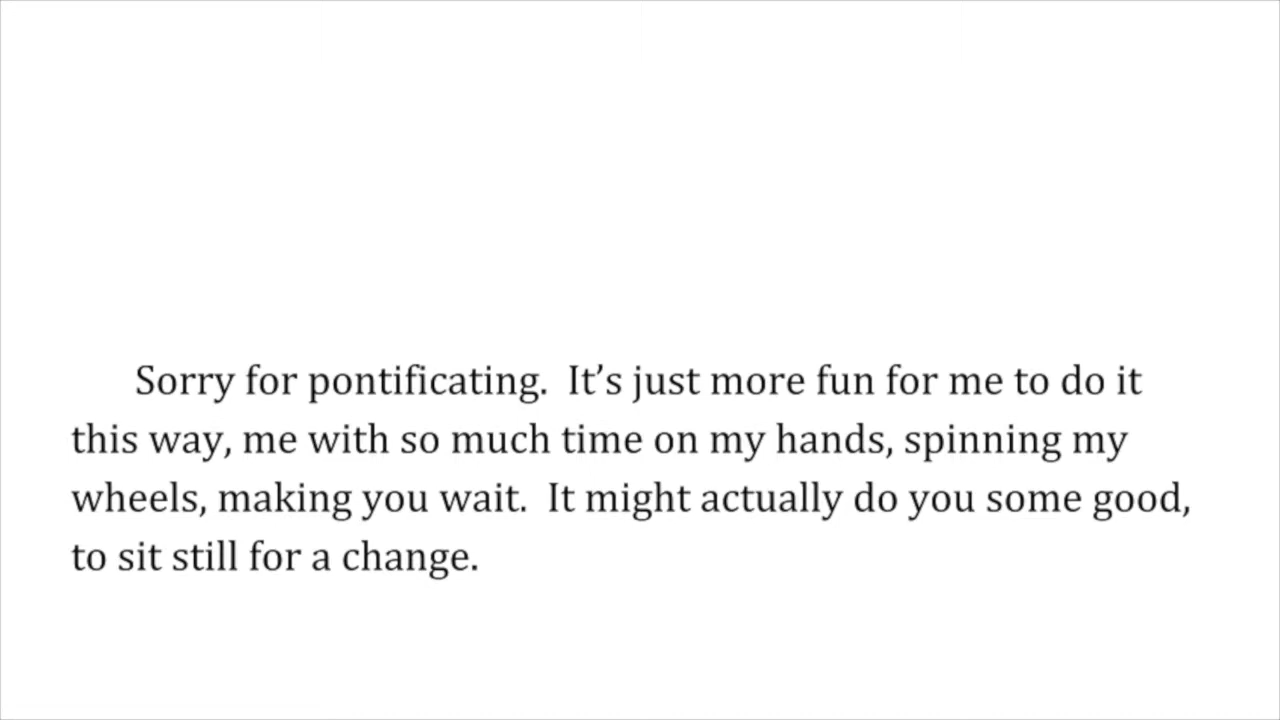 Sorry for pontificating.  It’s just more fun for me to do it
this way, me with so much time on my hands, spinning my
wheels, making you wait.  It might actually do you some good,
to sit still for a change.